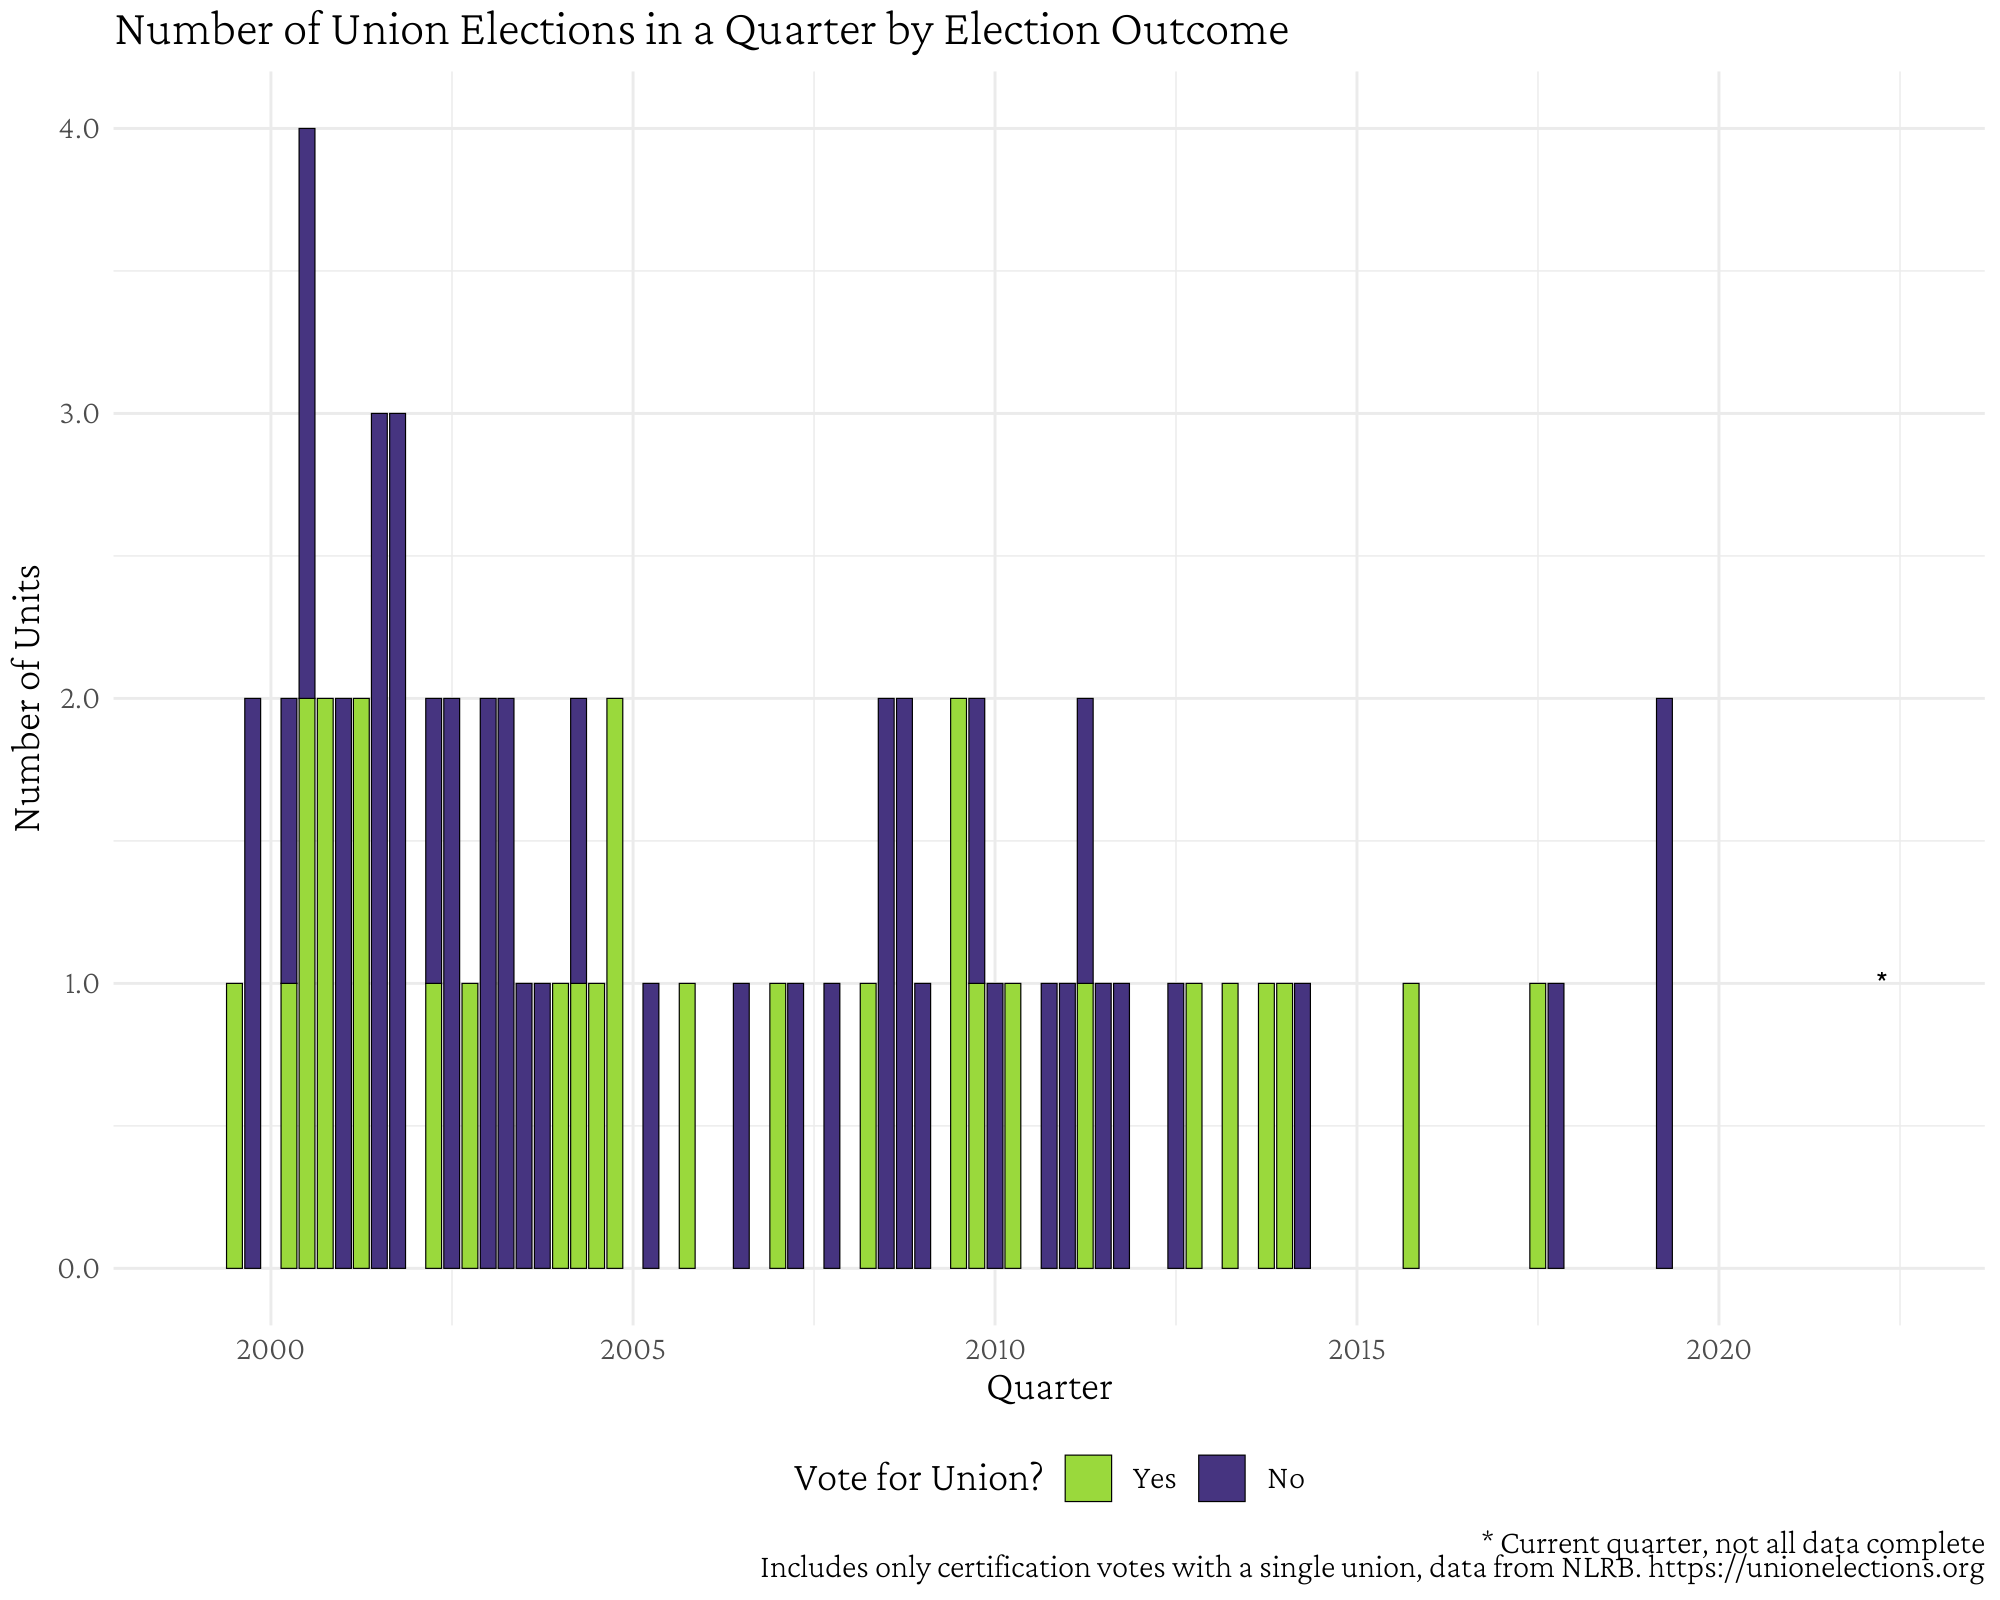 Number of Union Elections in a Quarter by Election Outcome
4.0
3.0
2.0
1.0
0.0
Number of Units
*
2000 2005 2010 2015 2020
Quarter
Vote for Union? Yes No
* Current quarter, not all data complete
Includes only certification votes with a single union, data from NLRB. https://unionelections.org